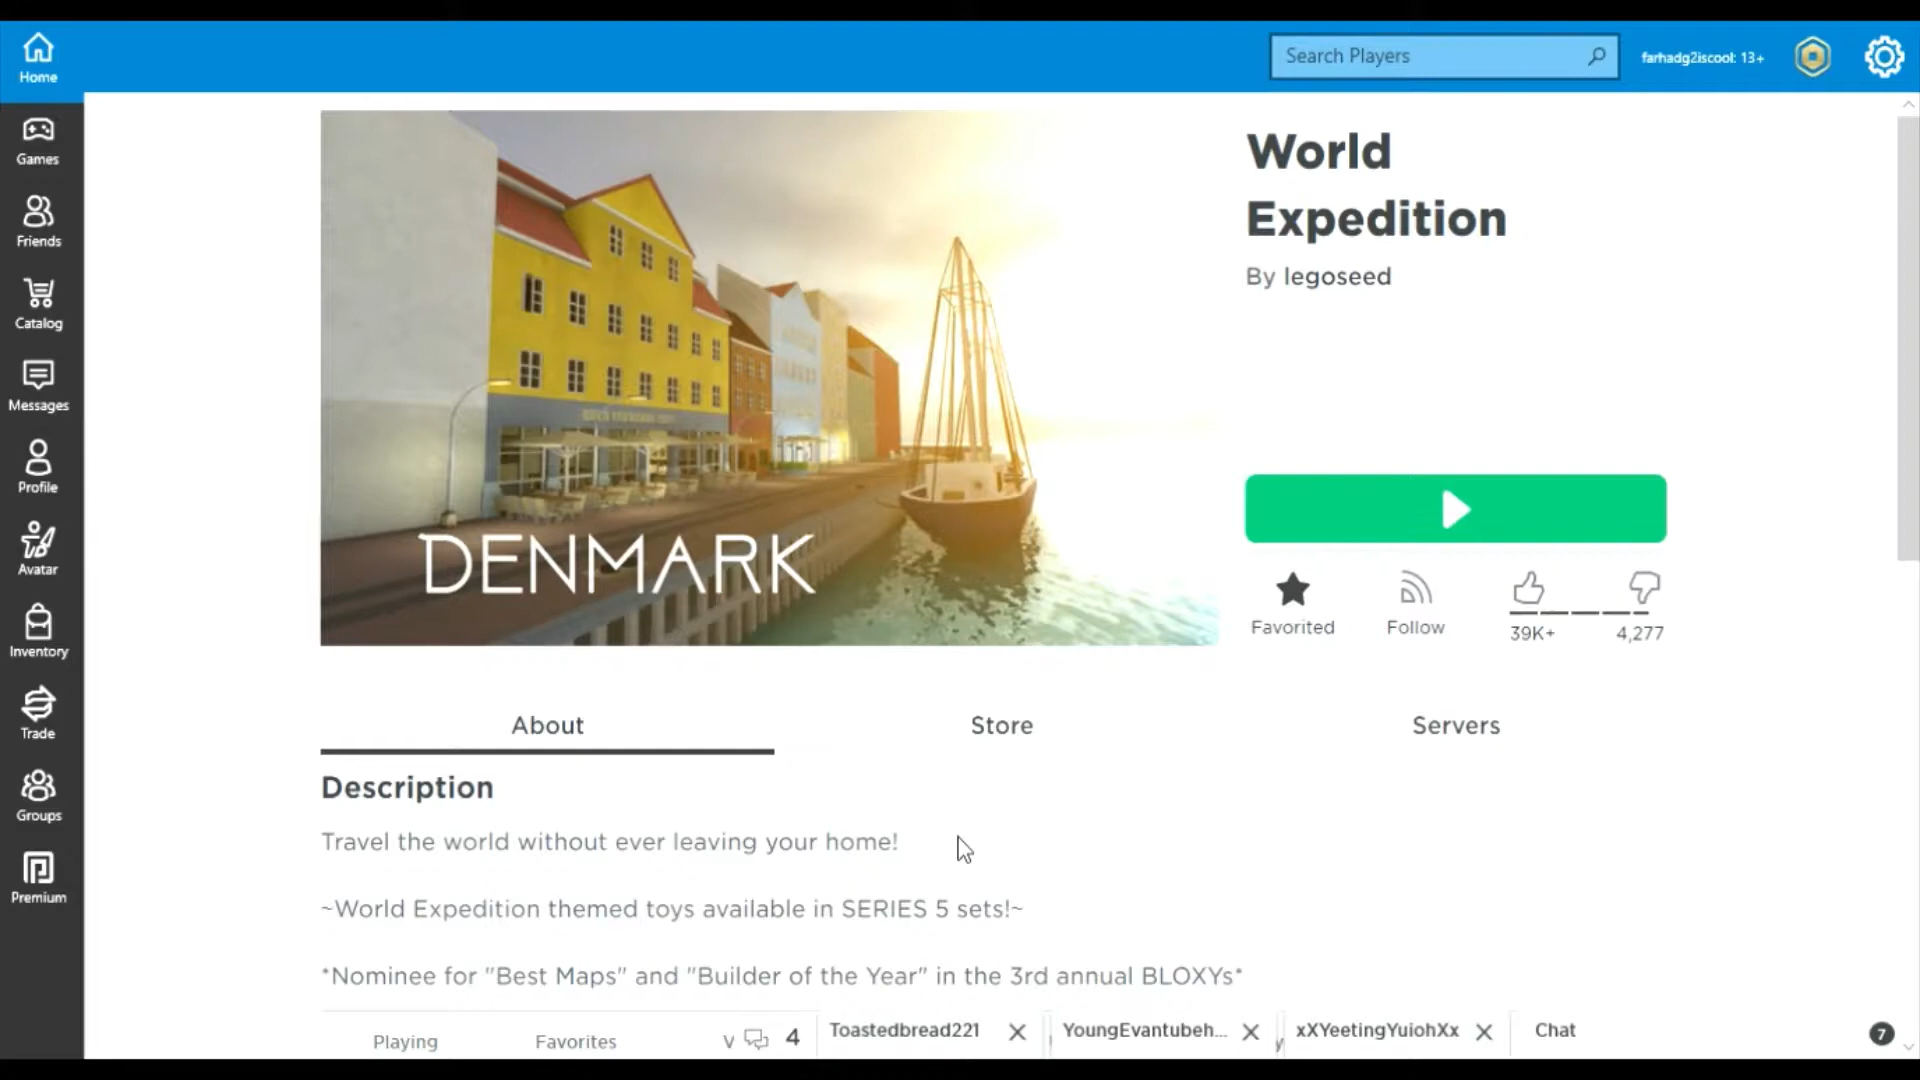 Home
Search Players
farhadg2iscool: 13+
Games
Friends
Catalog
Messages
Profile
Avatar
Inventory
Trade
Groups
Premium
DENMARK
World
Expedition
By legoseed
Favorited
Follow
39K+
4,277
About
Store
Servers
Description
Travel the world without ever leaving your home!
~World Expedition themed toys available in SERIES 5 sets!~
*Nominee for "Best Maps" and "Builder of the Year" in the 3rd annual BLOXYs*
Playing
Favorites
V
4
Toastedbread221
YoungEvantubeh...
xXYeetingYuiohXx
Chat
7